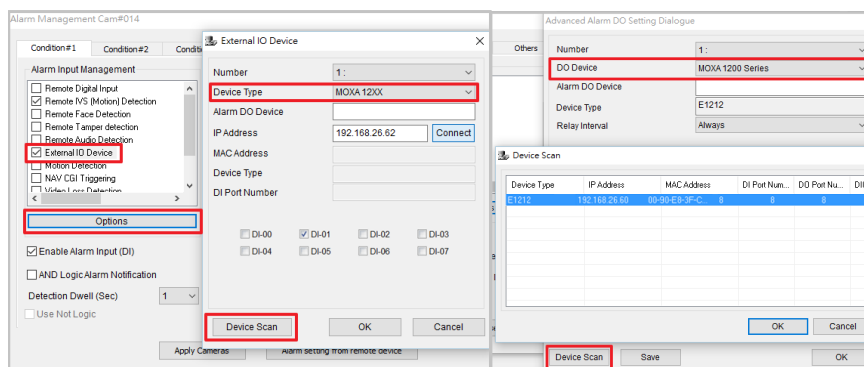 Alarm Management Cam#014
Condition#1
Condition#2
Alarm Input Management
Remote Digital Input
Remote IVS (Motion) Detection
Remote Face Detection
Remote Tamper detection
Remote Audio Detection
External IO Device
Motion Detection
NAV CGI Triggering
Video Loss Detection
Options
Enable Alarm Input (DI)
AND Logic Alarm Notification
Detection Dwell (Sec)
1
Use Not Logic
Apply Cameras
Alarm setting from remote device
External IO Device
Number
1 :
Device Type
MOXA 12XX
Alarm DO Device
IP Address
192.168.26.62
Connect
MAC Address
Device Type
DI Port Number
DI-00
DI-01
DI-02
DI-03
DI-04
DI-05
DI-06
DI-07
Device Scan
OK
Cancel
Others
Advanced Alarm DO Setting Dialogue
Number
1 :
DO Device
MOXA 1200 Series
Alarm DO Device
Device Type
E1212
Relay Interval
Always
Device Scan
Device Type
IP Address
MAC Address
DI Port Num...
DO Port Nu...
E1212
192.168.26.60
00-90-E8-3F-C...
8
8
8
OK
Cancel
Device Scan
Save
OK